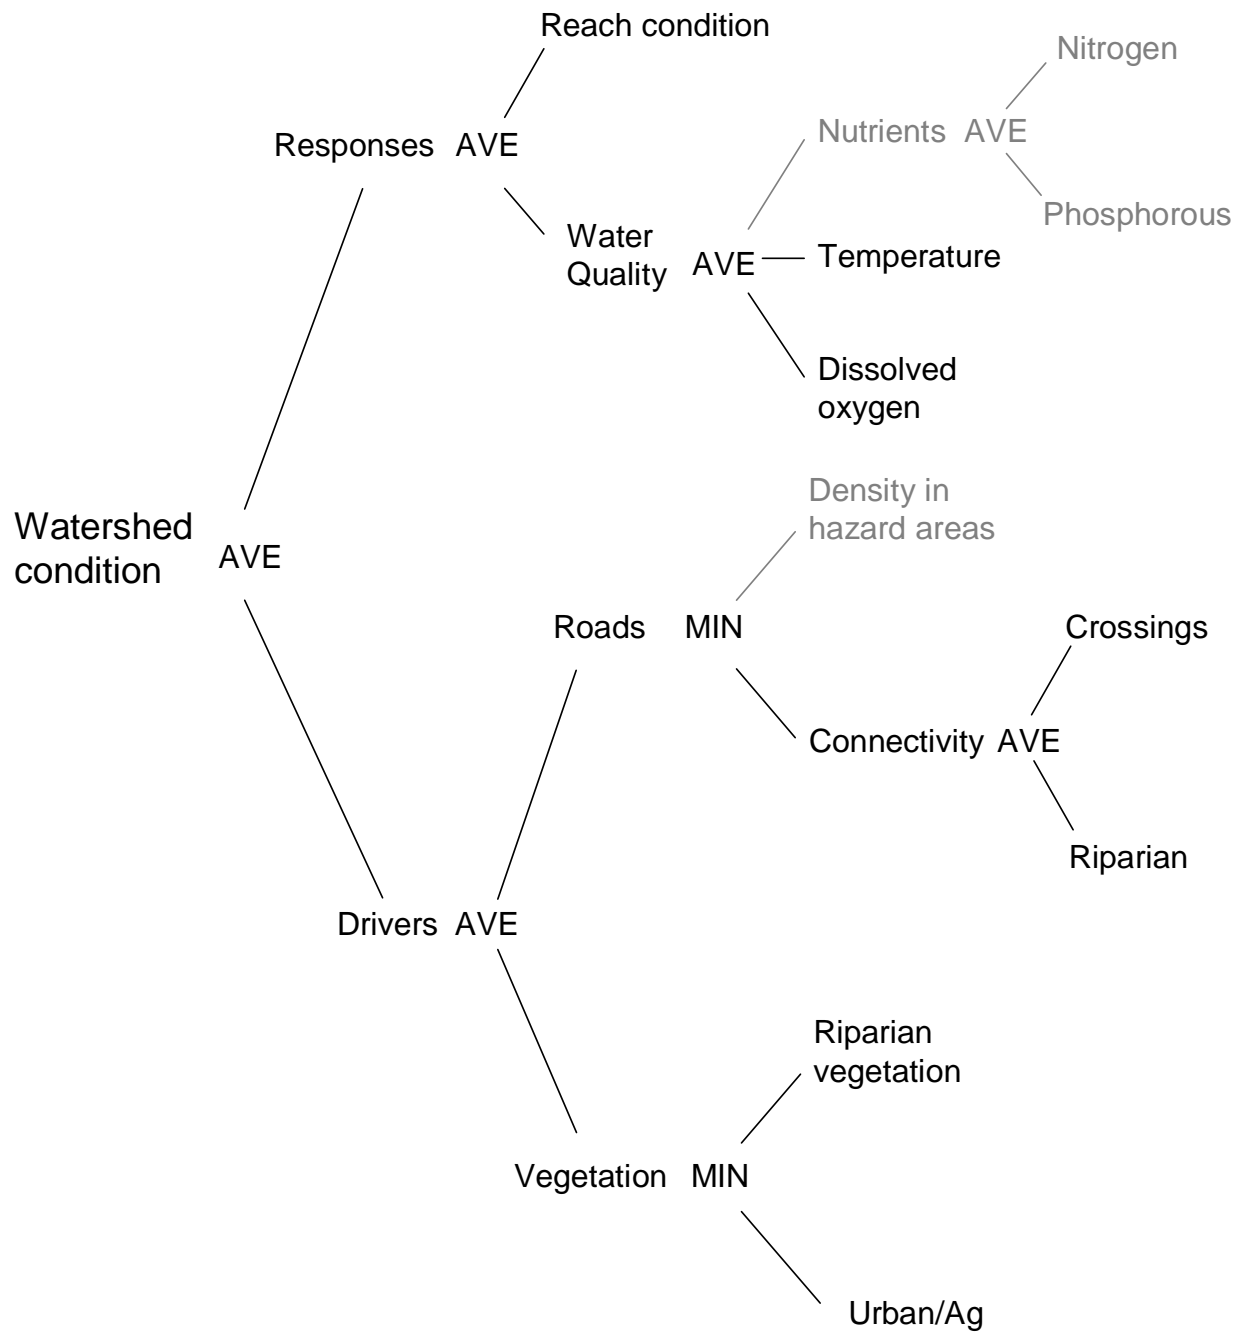 Reach condition
Nitrogen
Responses AVE
Nutrients AVE
Phosphorous
Water
Quality AVE
Temperature
Dissolved
oxygen
Density in
hazard areas
Watershed
condition AVE
Roads MIN
Crossings
Connectivity AVE
Riparian
Drivers AVE
Riparian
vegetation
Vegetation MIN
Urban/Ag